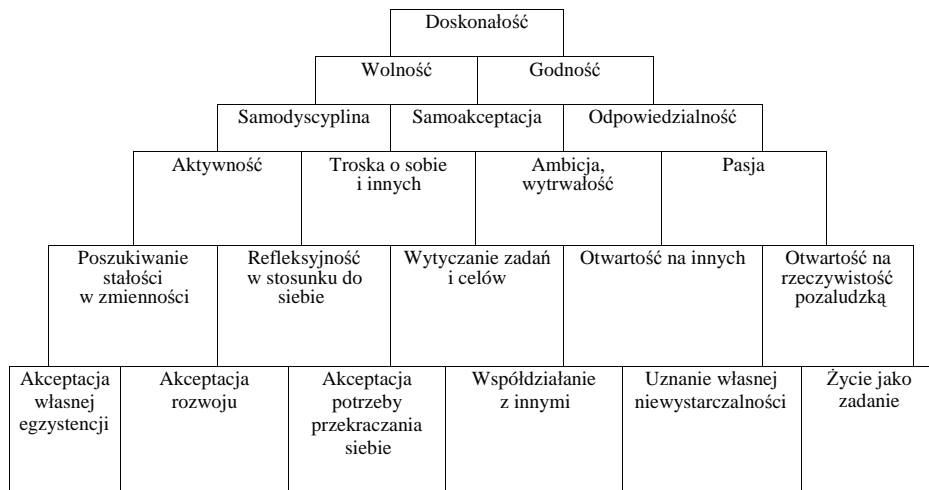 Doskonałość
Wolność
Godność
Samodyscyplina
Samoakceptacja
Odpowiedzialność
Aktywność
Troska o sobie
i innych
Ambicja,
wytrwałość
Pasja
Poszukiwanie
stałości
w zmienności
Refleksyjność
w stosunku do
siebie
Wytyczanie zadań
i celów
Otwartość na innych
Otwartość na
rzeczywistość
pozaludzką
Akceptacja
własnej
egzystencji
Akceptacja
rozwoju
Akceptacja
potrzeby
przekraczania
siebie
Współdziałanie
z innymi
Uznanie własnej
niewystarczalności
Życie jako
zadanie